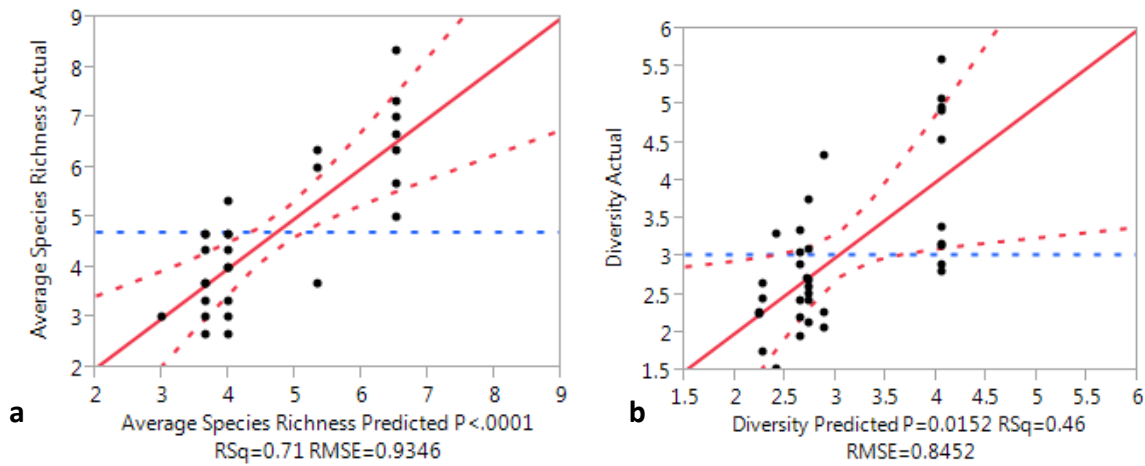 9
8
7
6
5
4
3
2
Average Species Richness Actual
2 3 4 5 6 7 8 9
a
Average Species Richness Predicted P<.0001
RSq=0.71 RMSE=0.9346
6
5.5
5
4.5
4
3.5
3
2.5
2
1.5
Diversity Actual
1.5 2 2.5 3 3.5 4 4.5 5 5.5 6
b
Diversity Predicted P=0.0152 RSq=0.46
RMSE=0.8452